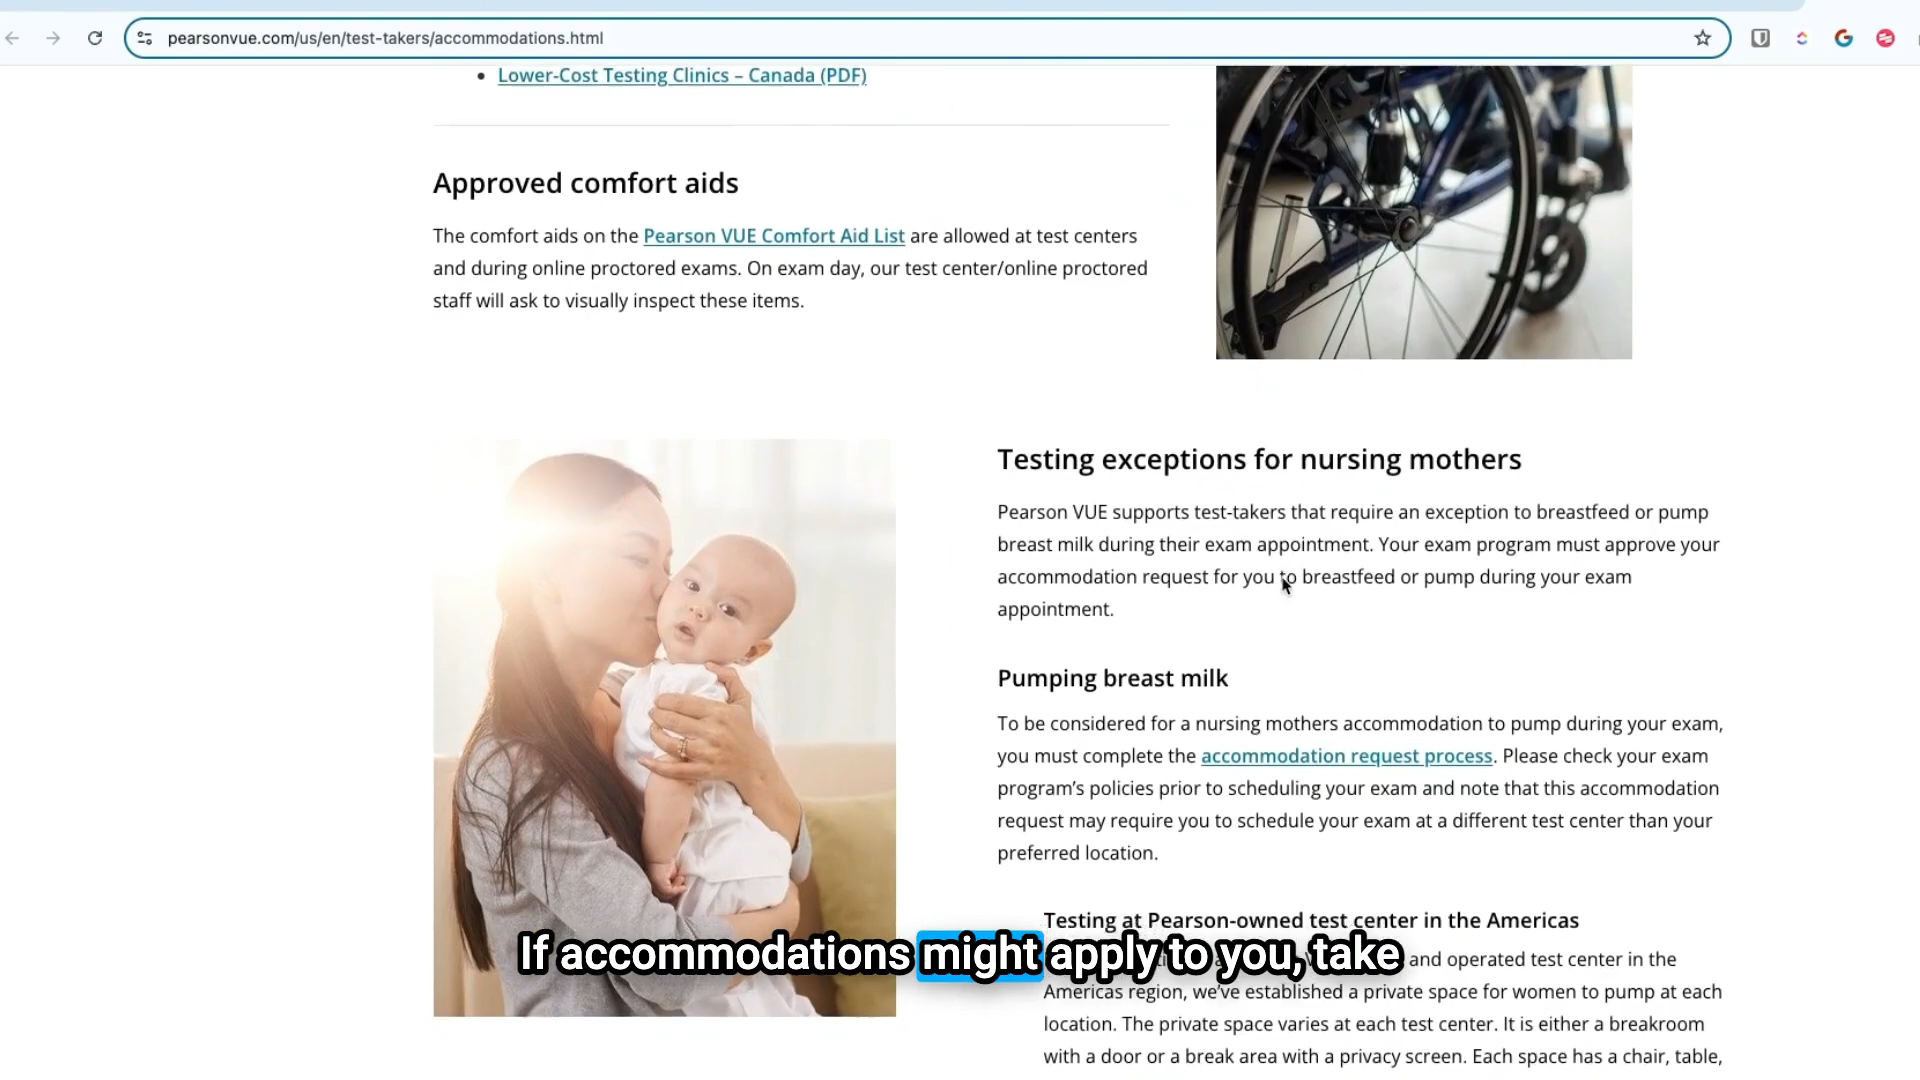 pearsonvue.com/us/en/test-takers/accommodations.html
Lower-Cost Testing Clinics – Canada (PDF)
Approved comfort aids
The comfort aids on the Pearson VUE Comfort Aid List are allowed at test centers
and during online proctored exams. On exam day, our test center/online proctored
staff will ask to visually inspect these items.
Testing exceptions for nursing mothers
Pearson VUE supports test-takers that require an exception to breastfeed or pump
breast milk during their exam appointment. Your exam program must approve your
accommodation request for you to breastfeed or pump during your exam
appointment.
Pumping breast milk
To be considered for a nursing mothers accommodation to pump during your exam,
you must complete the accommodation request process. Please check your exam
program’s policies prior to scheduling your exam and note that this accommodation
request may require you to schedule your exam at a different test center than your
preferred location.
Testing at Pearson-owned test center in the Americas
and operated test center in the
If accommodations might apply to you, take
Americas region, we’ve established a private space for women to pump at each
location. The private space varies at each test center. It is either a breakroom
with a door or a break area with a privacy screen. Each space has a chair, table,